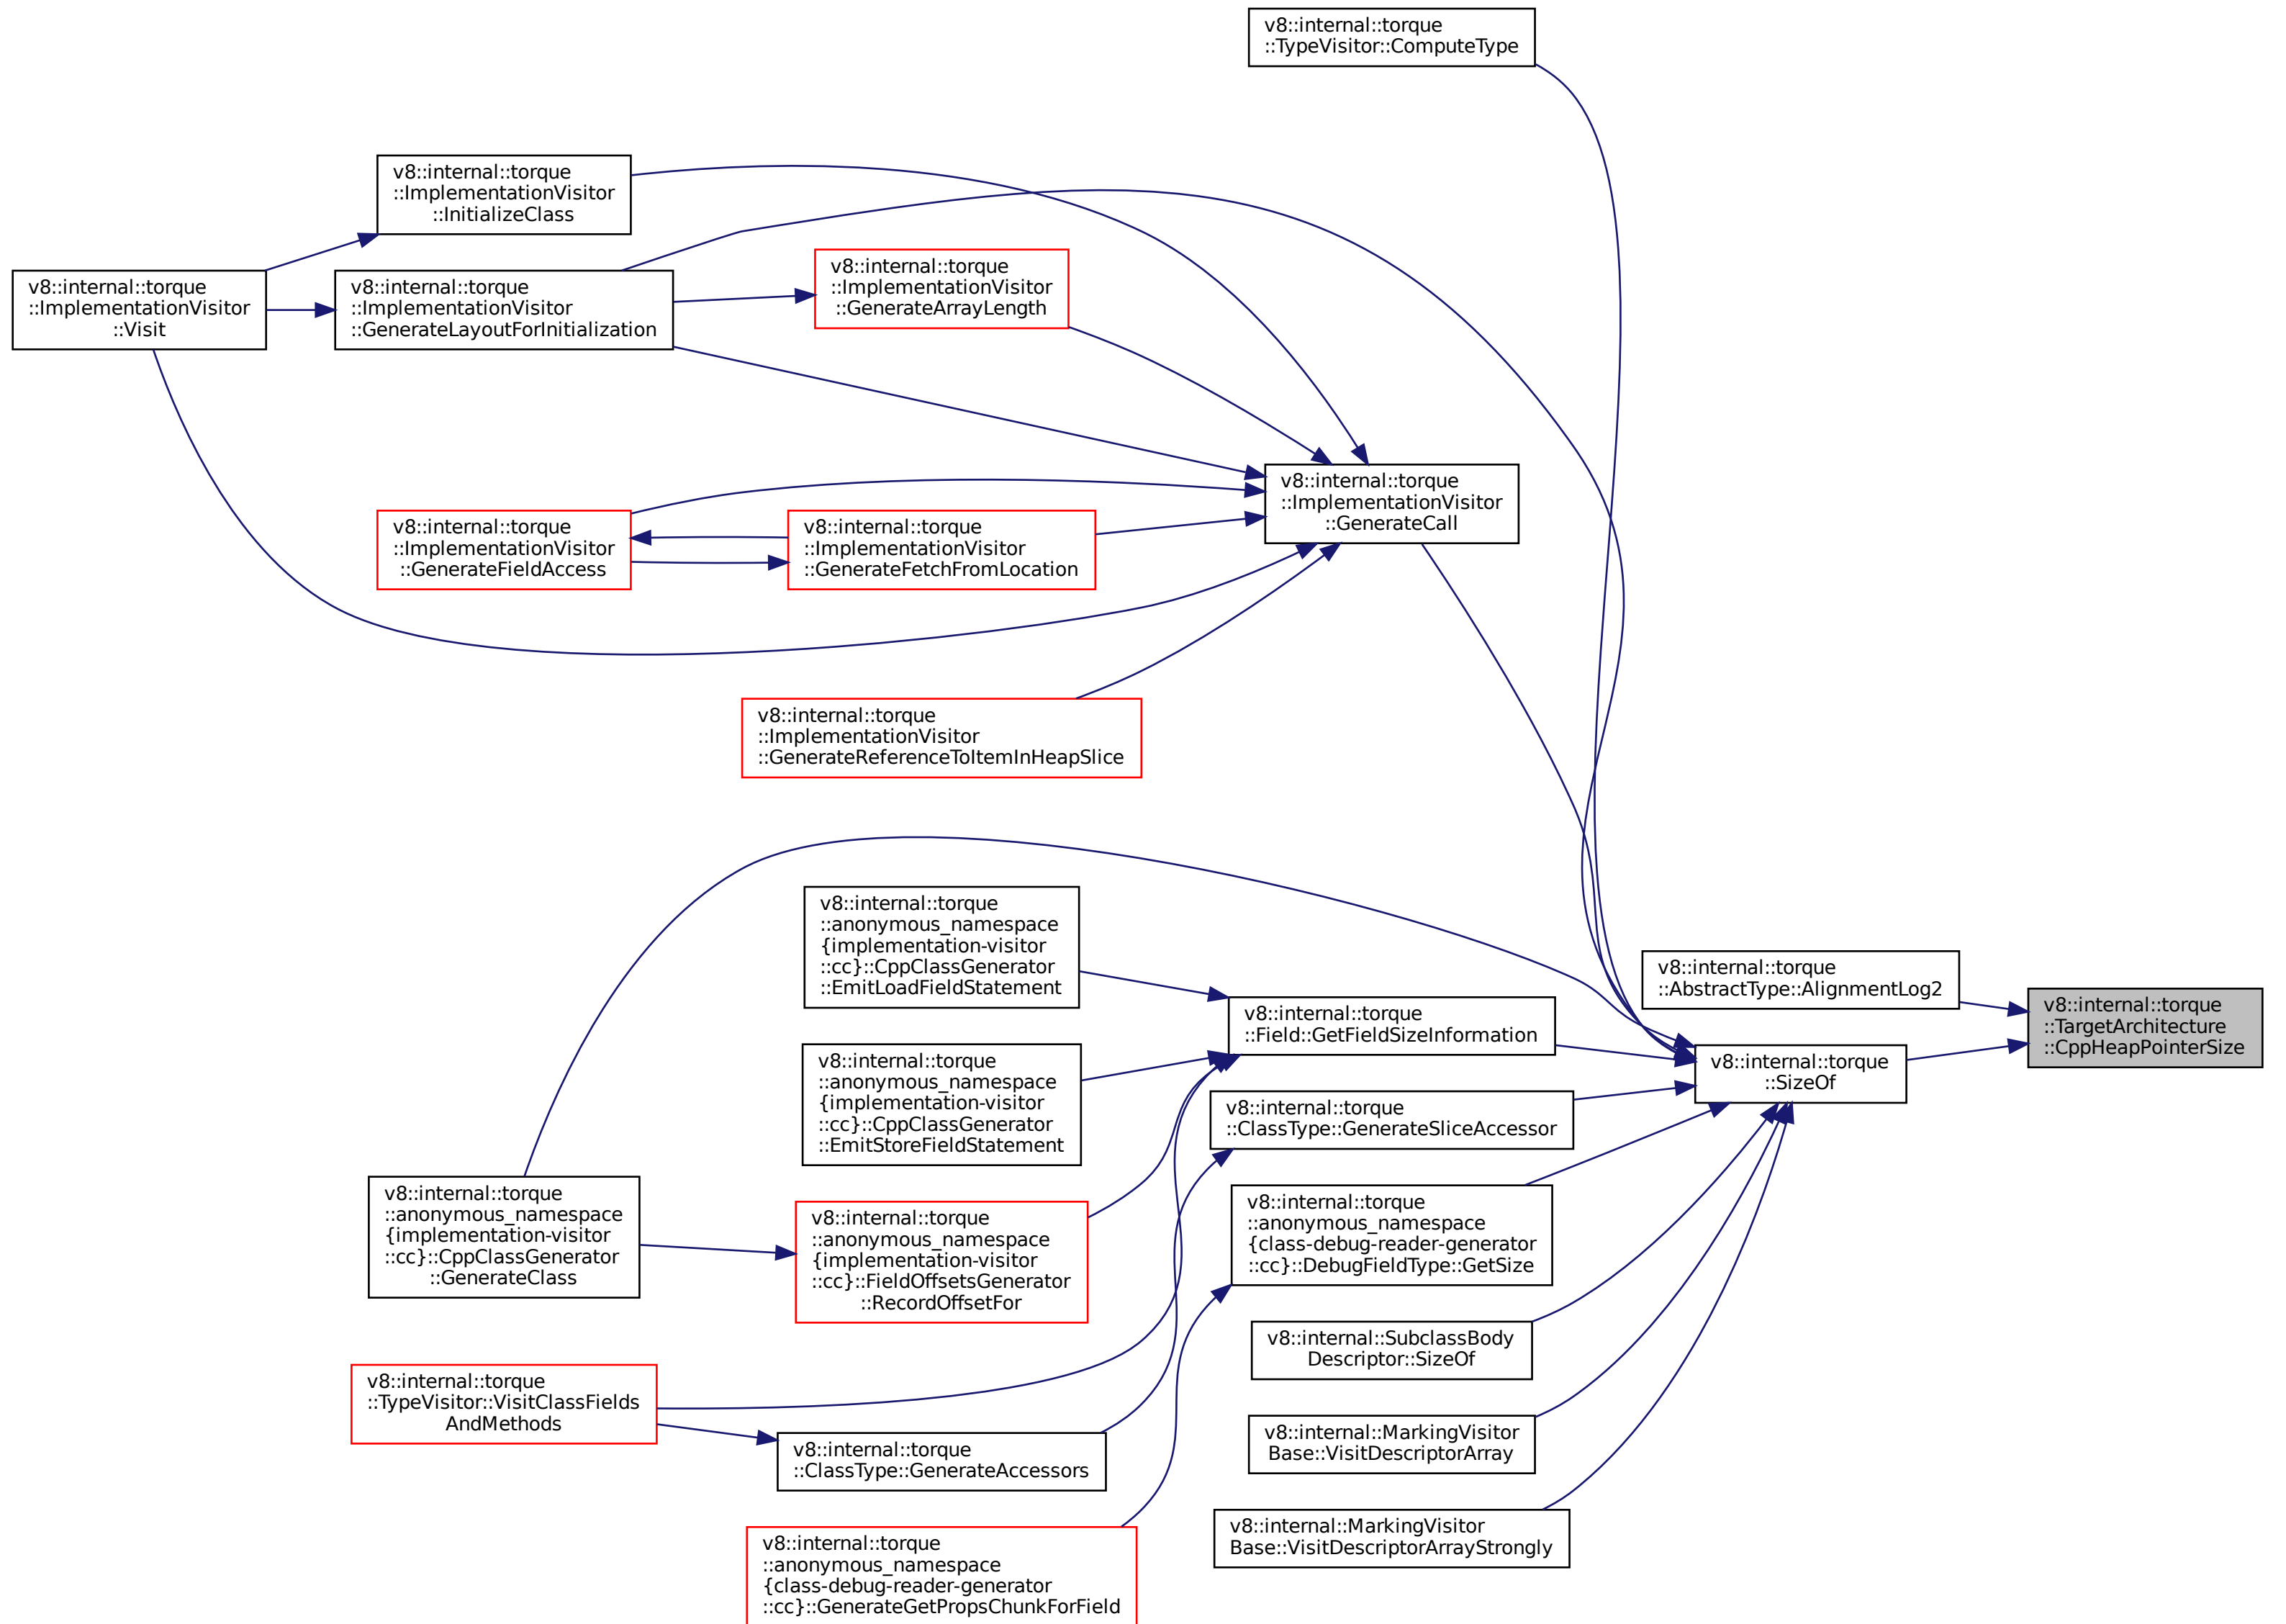 v8::internal::torque
::TypeVisitor::ComputeType
v8::internal::torque
::ImplementationVisitor
::InitializeClass
v8::internal::torque
::ImplementationVisitor
::GenerateArrayLength
v8::internal::torque
::ImplementationVisitor
::Visit
v8::internal::torque
::ImplementationVisitor
::GenerateLayoutForInitialization
v8::internal::torque
::ImplementationVisitor
::GenerateCall
v8::internal::torque
::ImplementationVisitor
::GenerateFieldAccess
v8::internal::torque
::ImplementationVisitor
::GenerateFetchFromLocation
v8::internal::torque
::ImplementationVisitor
::GenerateReferenceToItemInHeapSlice
v8::internal::torque
::anonymous_namespace
{implementation-visitor
::cc}::CppClassGenerator
::EmitLoadFieldStatement
v8::internal::torque
::AbstractType::AlignmentLog2
v8::internal::torque
::TargetArchitecture
::CppHeapPointerSize
v8::internal::torque
::Field::GetFieldSizeInformation
v8::internal::torque
::SizeOf
v8::internal::torque
::anonymous_namespace
{implementation-visitor
::cc}::CppClassGenerator
::EmitStoreFieldStatement
v8::internal::torque
::ClassType::GenerateSliceAccessor
v8::internal::torque
::anonymous_namespace
{implementation-visitor
::cc}::CppClassGenerator
::GenerateClass
v8::internal::torque
::anonymous_namespace
{implementation-visitor
::cc}::FieldOffsetsGenerator
::RecordOffsetFor
v8::internal::torque
::anonymous_namespace
{class-debug-reader-generator
::cc}::DebugFieldType::GetSize
v8::internal::SubclassBody
Descriptor::SizeOf
v8::internal::torque
::TypeVisitor::VisitClassFields
AndMethods
v8::internal::torque
::ClassType::GenerateAccessors
v8::internal::MarkingVisitor
Base::VisitDescriptorArray
v8::internal::MarkingVisitor
Base::VisitDescriptorArrayStrongly
v8::internal::torque
::anonymous_namespace
{class-debug-reader-generator
::cc}::GenerateGetPropsChunkForField